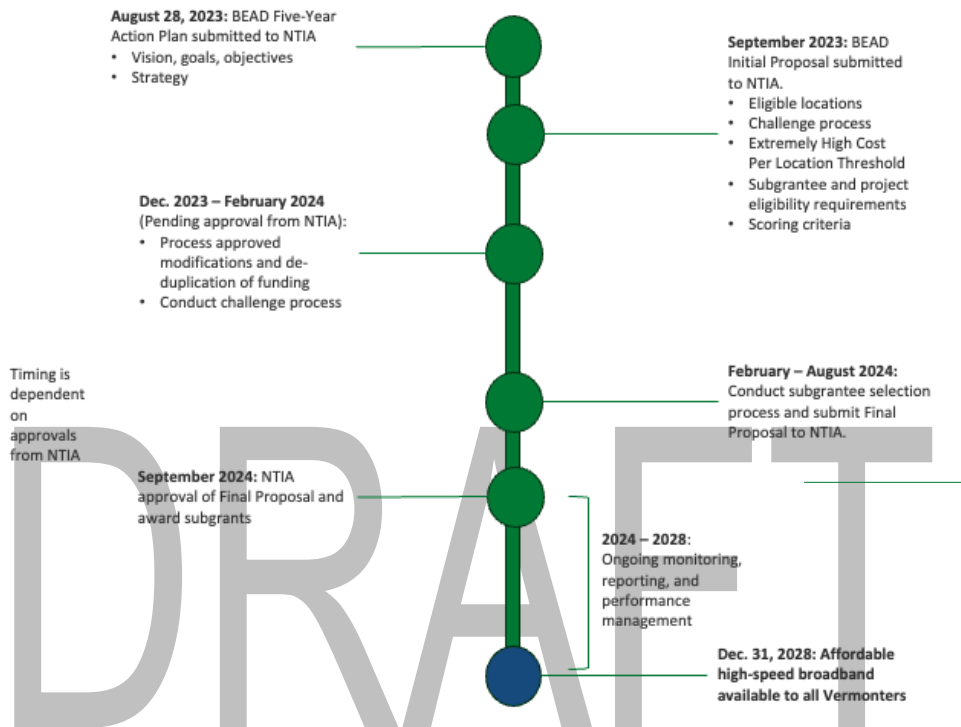 August 28, 2023: BEAD Five-Year
Action Plan submitted to NTIA
• Vision, goals, objectives
• Strategy
September 2023: BEAD
Initial Proposal submitted
to NTIA.
• Eligible locations
• Challenge process
• Extremely High Cost
Per Location Threshold
• Subgrantee and project
eligibility requirements
• Scoring criteria
Dec. 2023 – February 2024
(Pending approval from NTIA):
• Process approved
modifications and de-
duplication of funding
• Conduct challenge process
Timing is
dependent
on
approvals
from NTIA
February – August 2024:
Conduct subgrantee selection
process and submit Final
Proposal to NTIA.
September 2024: NTIA
approval of Final Proposal and
award subgrants
2024 – 2028:
Ongoing monitoring,
reporting, and
performance
management
Dec. 31, 2028: Affordable
high-speed broadband
available to all Vermonters
DRAFT